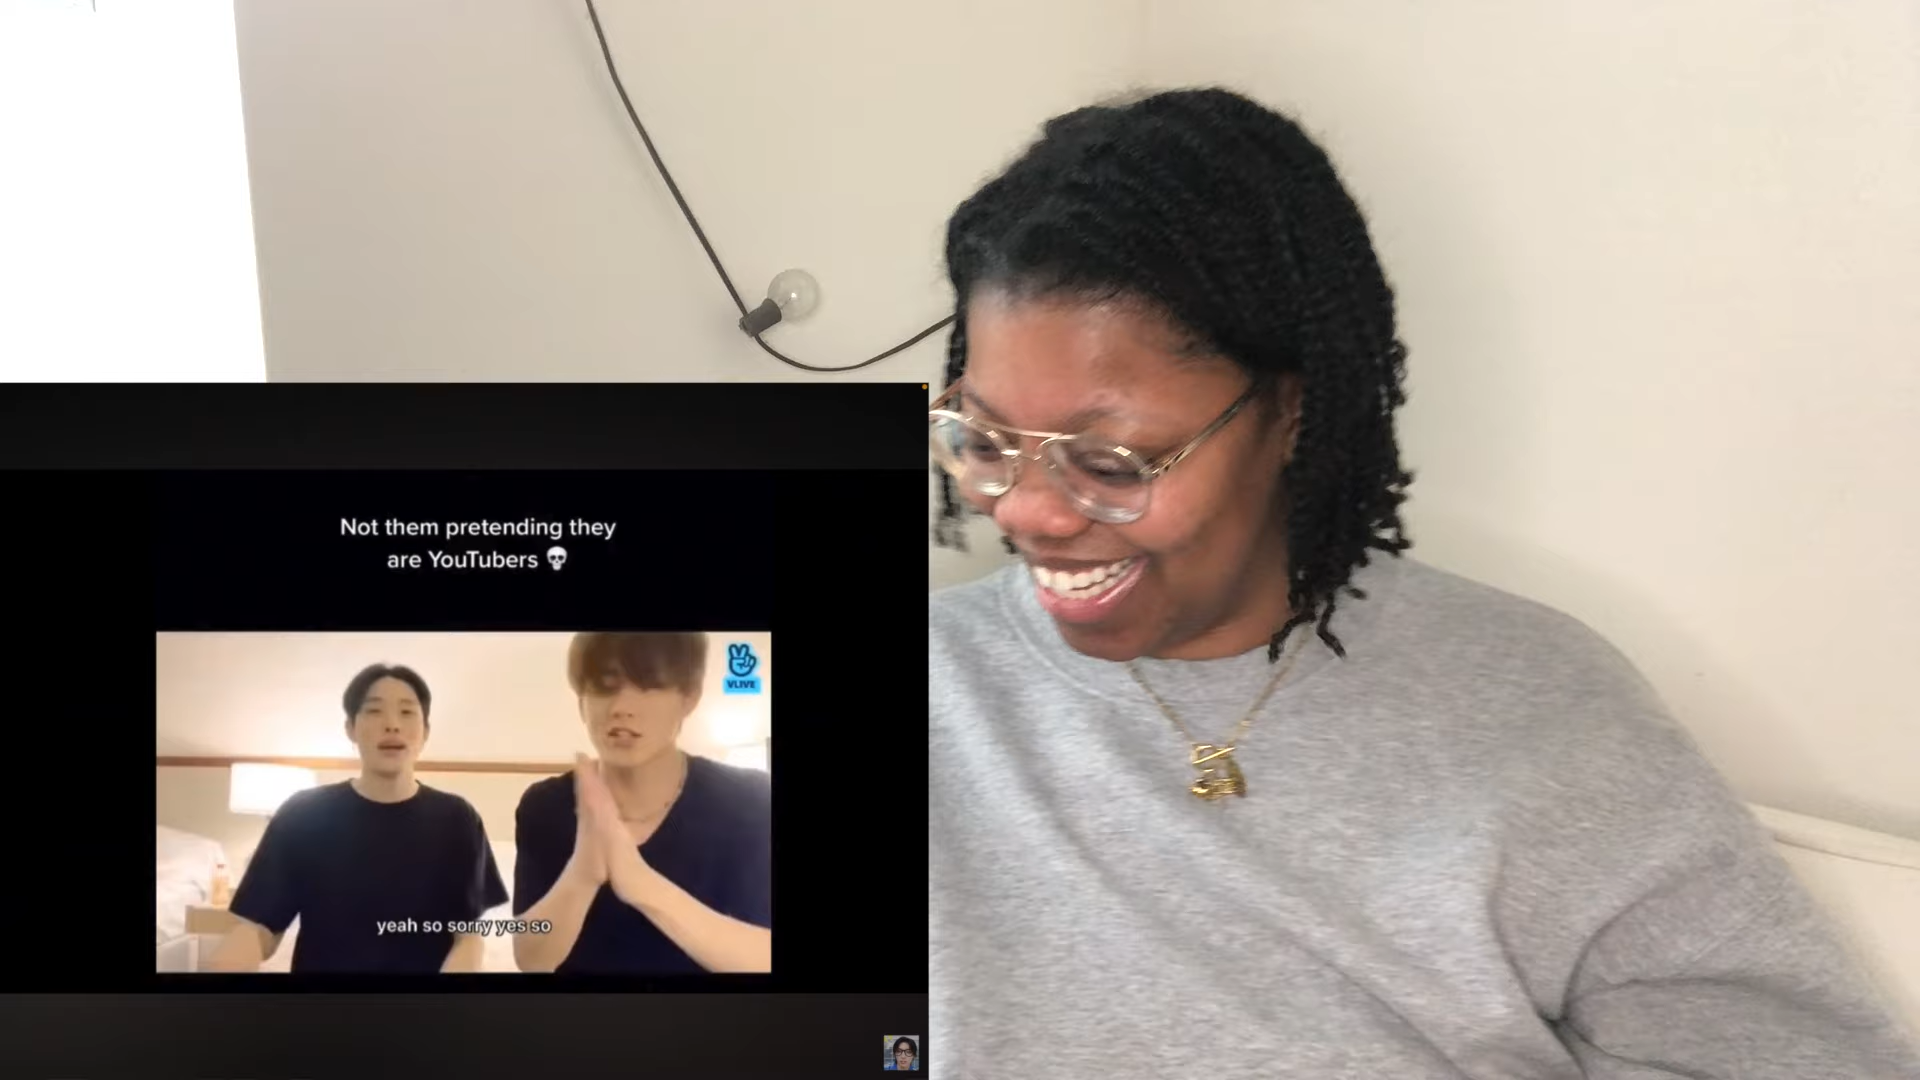 Not them pretending they
are YouTubers 💀
VLIVE
yeah so sorry yes so